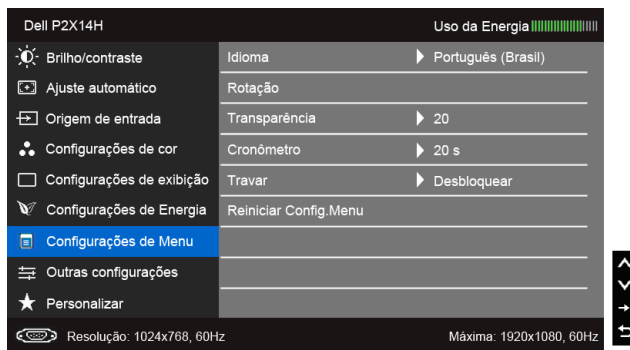 Dell P2X14H Uso da Energia
Brilho/contraste Idioma Português (Brasil)
Ajuste automático Rotação
Origem de entrada Transparência 20
Configurações de cor Cronômetro 20 s
Configurações de exibição Travar Desbloquear
Configurações de Energia Reiniciar Config.Menu
Configurações de Menu
Outras configurações
Personalizar
Resolução: 1024x768, 60Hz Máxima: 1920x1080, 60Hz